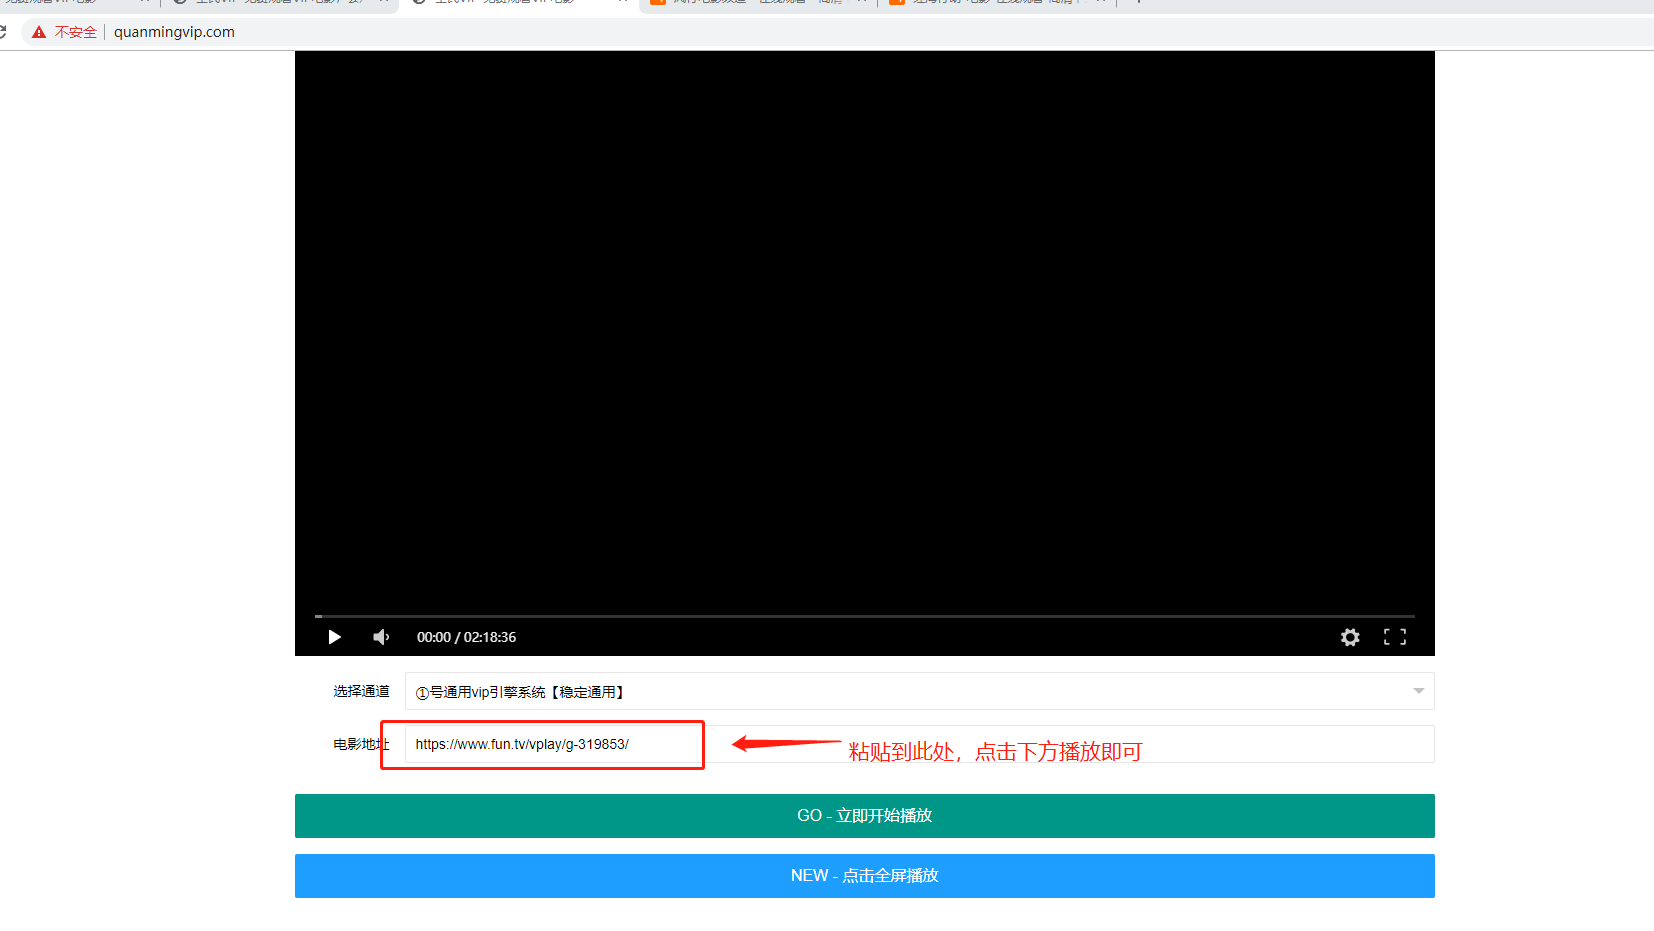 不安全
quanmingvip.com
00:00 / 02:18:36
选择通道
①号通用vip引擎系统【稳定通用】
电影地址
https://www.fun.tv/vplay/g-319853/
粘贴到此处，点击下方播放即可
GO - 立即开始播放
NEW - 点击全屏播放